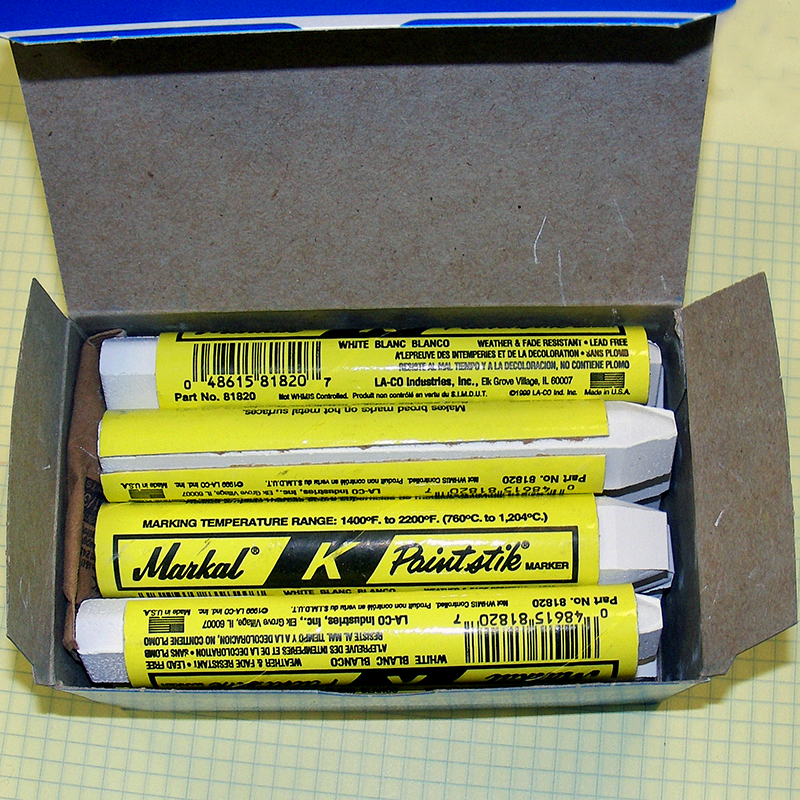 WHITE BLANC BLANCO WEATHER & FADE RESISTANT • LEAD FREE
A L'EPREUVE DES INTEMPERIES ET DE LA DECOLORATION • SANS PLOMB
RESISTE AL MAL TIEMPO Y A LA DECOLORACION, NO CONTIENE PLOMO
0 48615 81820 7
LA-CO Industries, Inc., Elk Grove Village, IL 60007
Part No. 81820 Not WHMIS Controlled. Produit non contrôlé en vertu du S.I.M.D.U.T. ©1999 LA-CO Ind. Inc. Made in U.S.A.
Makes broad marks on hot metal surfaces.
Part No. 81820 Not WHMIS Controlled. Produit non contrôlé en vertu du S.I.M.D.U.T. ©1999 LA-CO Ind. Inc. Made in U.S.A.
0 48615 81820 7 LA-CO Industries, Inc., Elk Grove Village, IL 60007
MARKING TEMPERATURE RANGE: 1400°F. to 2200°F. (760°C. to 1,204°C.)
Markal® K Paintstik® MARKER
WHITE BLANC BLANCO
Part No. 81820 Not WHMIS Controlled. Produit non contrôlé en vertu du S.I.M.D.U.T. ©1999 LA-CO Ind. Inc. Made in U.S.A.
0 48615 81820 7 LA-CO Industries, Inc., Elk Grove Village, IL 60007
RESISTE AL MAL TIEMPO Y A LA DECOLORACION, NO CONTIENE PLOMO
A L'EPREUVE DES INTEMPERIES ET DE LA DECOLORATION • SANS PLOMB
WHITE BLANC BLANCO WEATHER & FADE RESISTANT • LEAD FREE